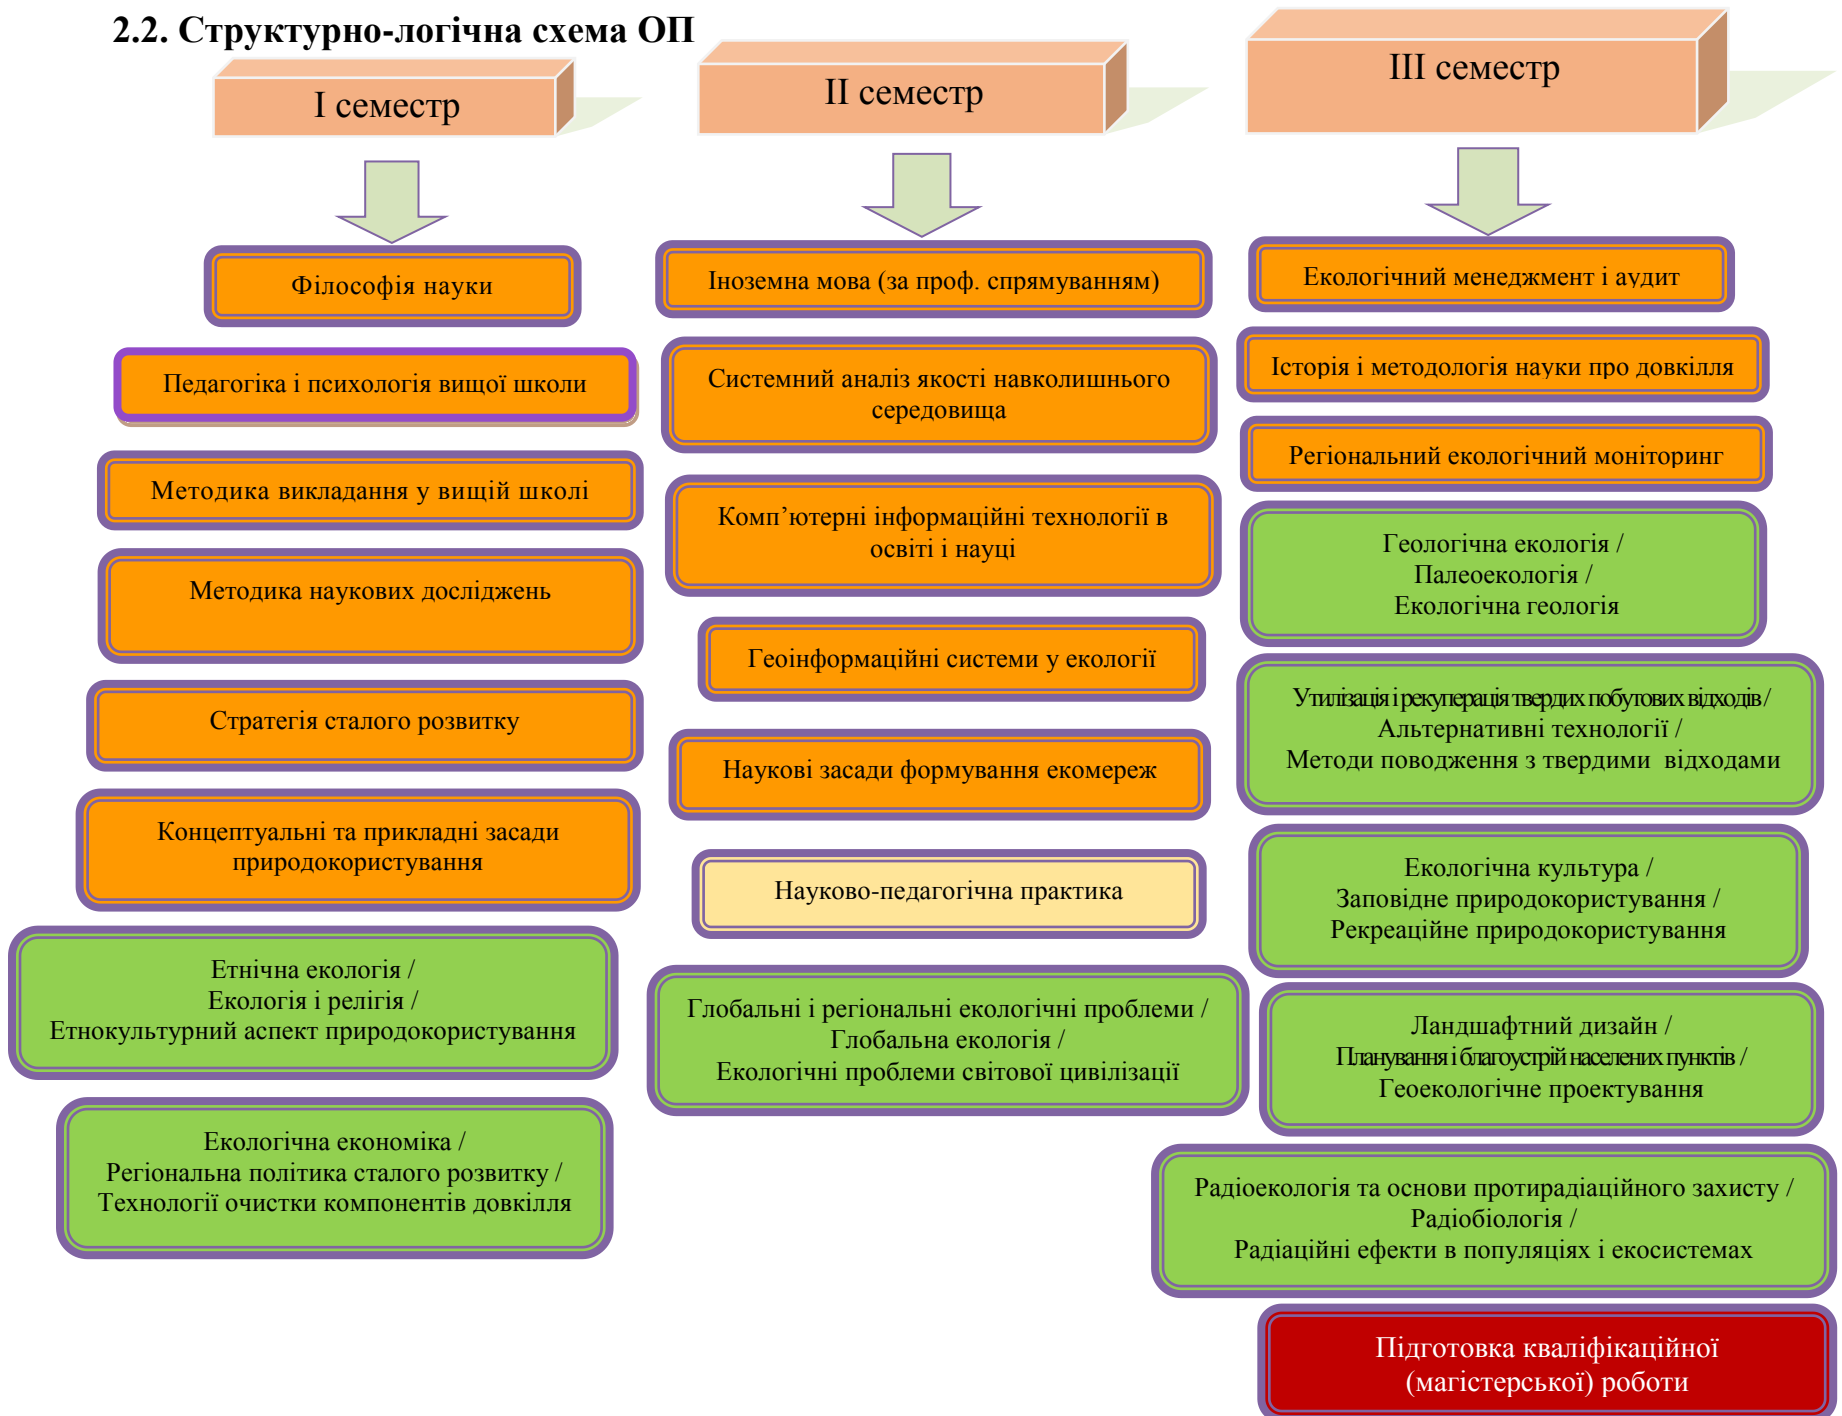 2.2. Структурно-логічна схема ОП
І семестр
ІІ семестр
ІІІ семестр
Філософія науки
Педагогіка і психологія вищої школи
Методика викладання у вищій школі
Методика наукових досліджень
Стратегія сталого розвитку
Концептуальні та прикладні засади
природокористування
Етнічна екологія /
Екологія і релігія /
Етнокультурний аспект природокористування
Екологічна економіка /
Регіональна політика сталого розвитку /
Технології очистки компонентів довкілля
Іноземна мова (за проф. спрямуванням)
Системний аналіз якості навколишнього
середовища
Комп’ютерні інформаційні технології в
освіті і науці
Геоінформаційні системи у екології
Наукові засади формування екомереж
Науково-педагогічна практика
Глобальні і регіональні екологічні проблеми /
Глобальна екологія /
Екологічні проблеми світової цивілізації
Екологічний менеджмент і аудит
Історія і методологія науки про довкілля
Регіональний екологічний моніторинг
Геологічна екологія /
Палеоекологія /
Екологічна геологія
Утилізація і рекуперація твердих побутових відходів /
Альтернативні технології /
Методи поводження з твердими відходами
Екологічна культура /
Заповідне природокористування /
Рекреаційне природокористування
Ландшафтний дизайн /
Планування і благоустрій населених пунктів /
Геоекологічне проектування
Радіоекологія та основи протирадіаційного захисту /
Радіобіологія /
Радіаційні ефекти в популяціях і екосистемах
Підготовка кваліфікаційної
(магістерської) роботи